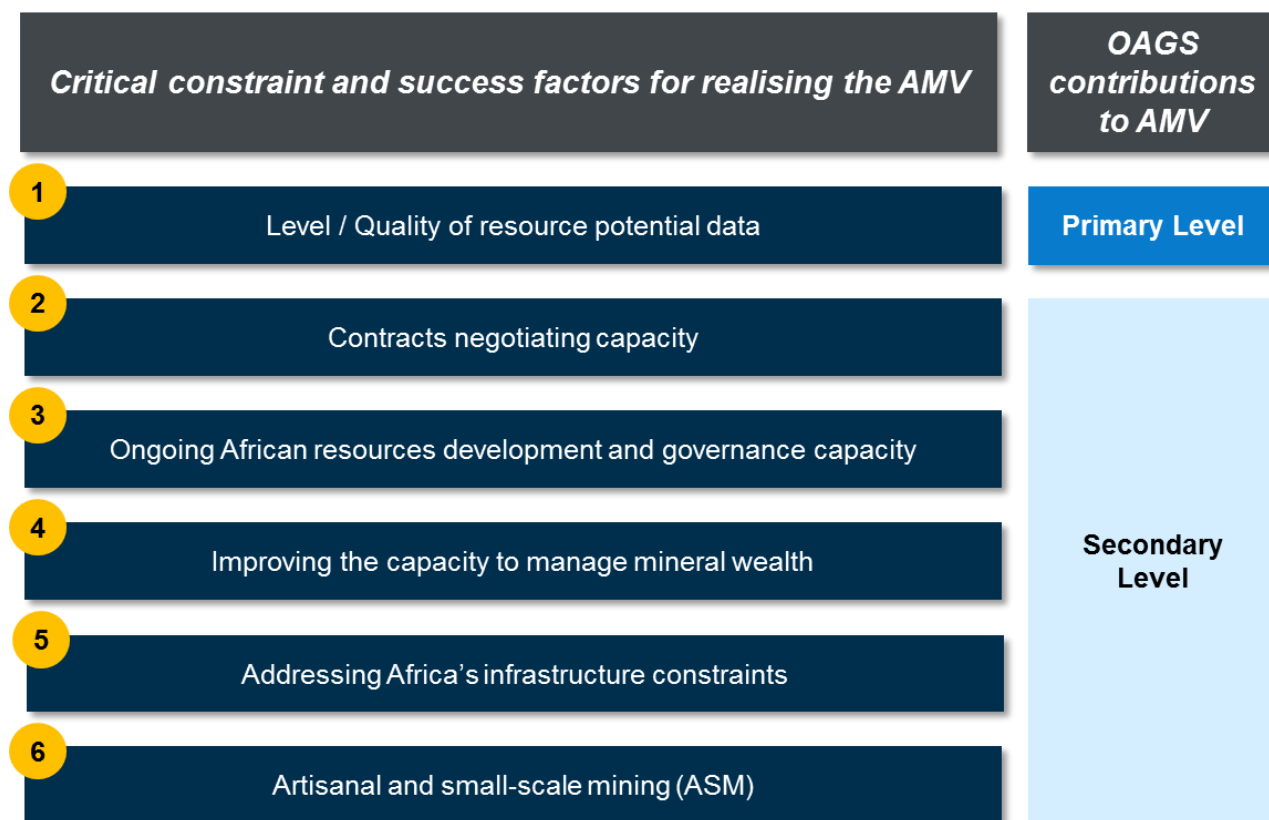 Critical constraint and success factors for realising the AMV
OAGS
contributions
to AMV
1
Level / Quality of resource potential data
Primary Level
2
Contracts negotiating capacity
3
Ongoing African resources development and governance capacity
4
Improving the capacity to manage mineral wealth
5
Addressing Africa’s infrastructure constraints
6
Artisanal and small-scale mining (ASM)
Secondary
Level